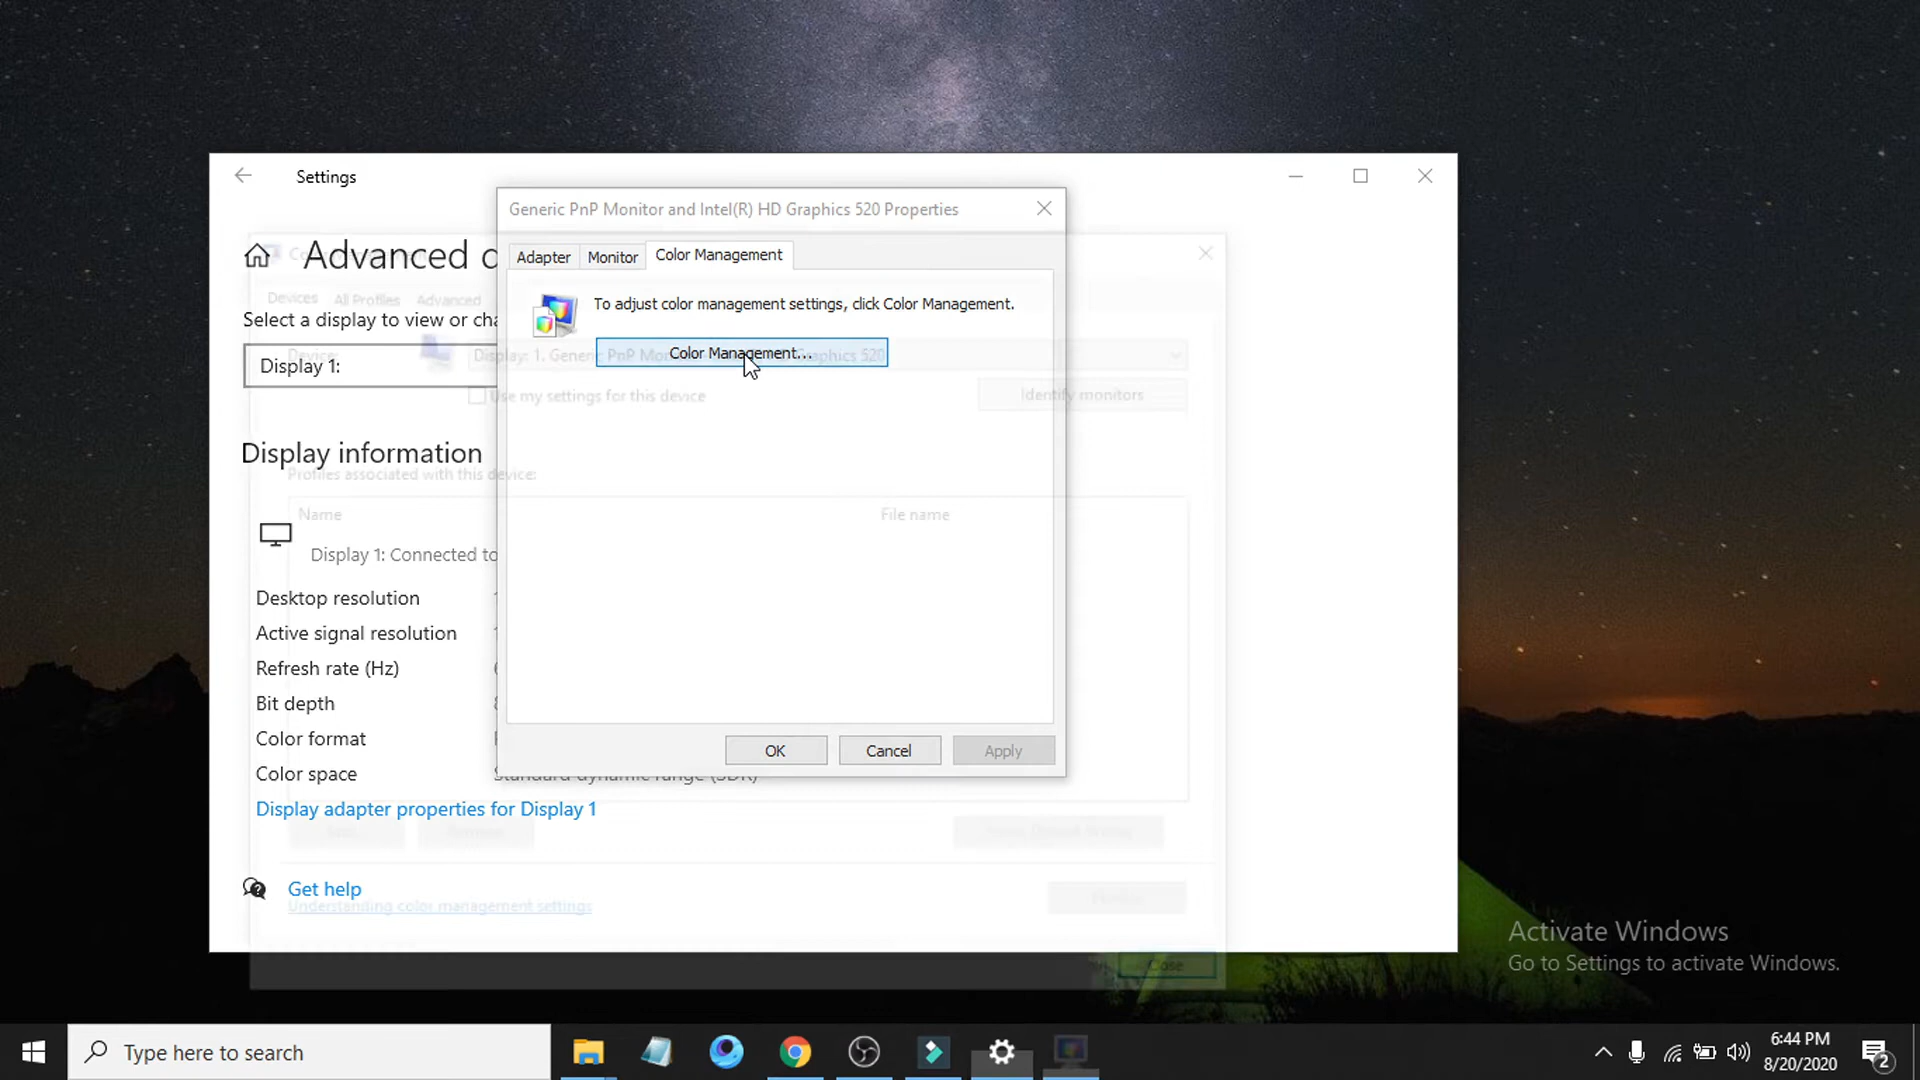 Settings
Generic PnP Monitor and Intel(R) HD Graphics 520 Properties
Advanced d
Adapter
Monitor
Color Management
Devices
All Profiles
Advanced
To adjust color management settings, click Color Management.
Select a display to view or cha
Color Management...
Device:
Display: 1. Generic PnP Mon
Graphics 520
Display 1:
Use my settings for this device
Identify monitors
Display information
Profiles associated with this device:
Name
File name
Display 1: Connected to
Desktop resolution
Active signal resolution
Refresh rate (Hz)
Bit depth
Color format
OK
Cancel
Apply
Color space
Standard dynamic range (SDR)
Display adapter properties for Display 1
Get help
Understanding color management settings
Close
Activate Windows
Go to Settings to activate Windows.
Type here to search
6:44 PM
8/20/2020
2